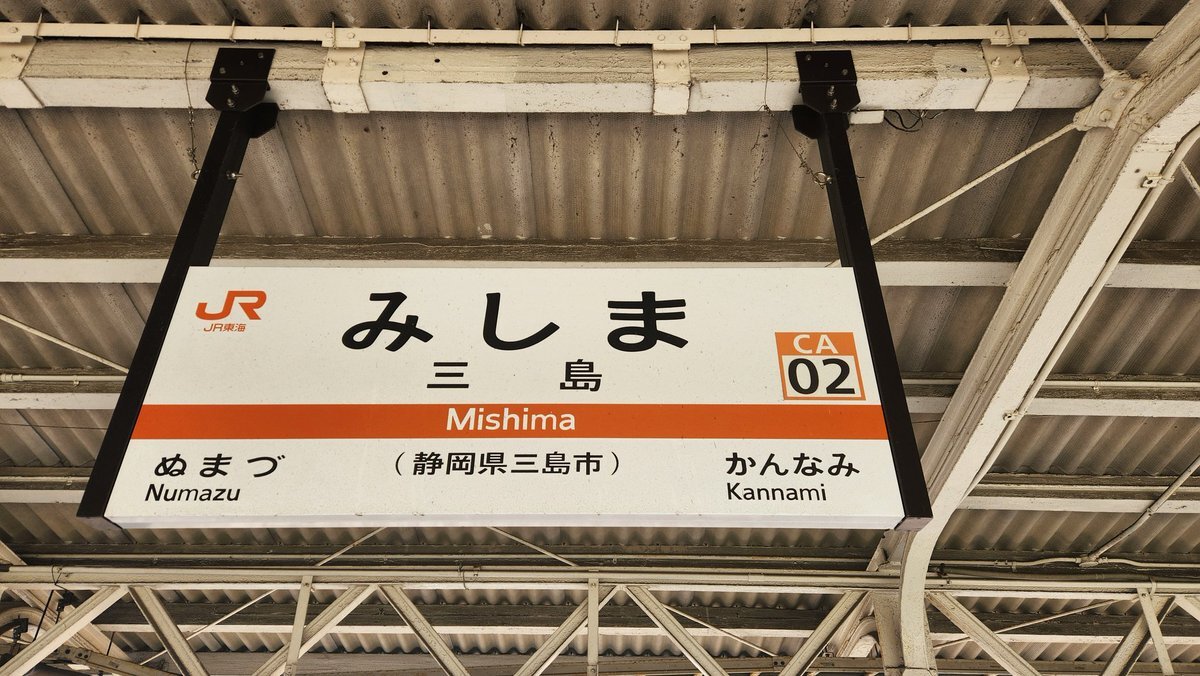 JR
JR東海
みしま
三島
CA
02
Mishima
ぬまづ
Numazu
（静岡県三島市）
かんなみ
Kannami